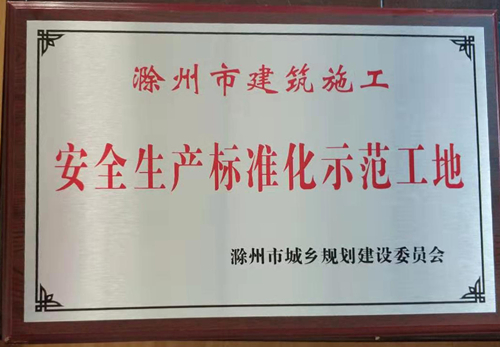 滁州市建筑施工
安全生产标准化示范工地
滁州市城乡规划建设委员会